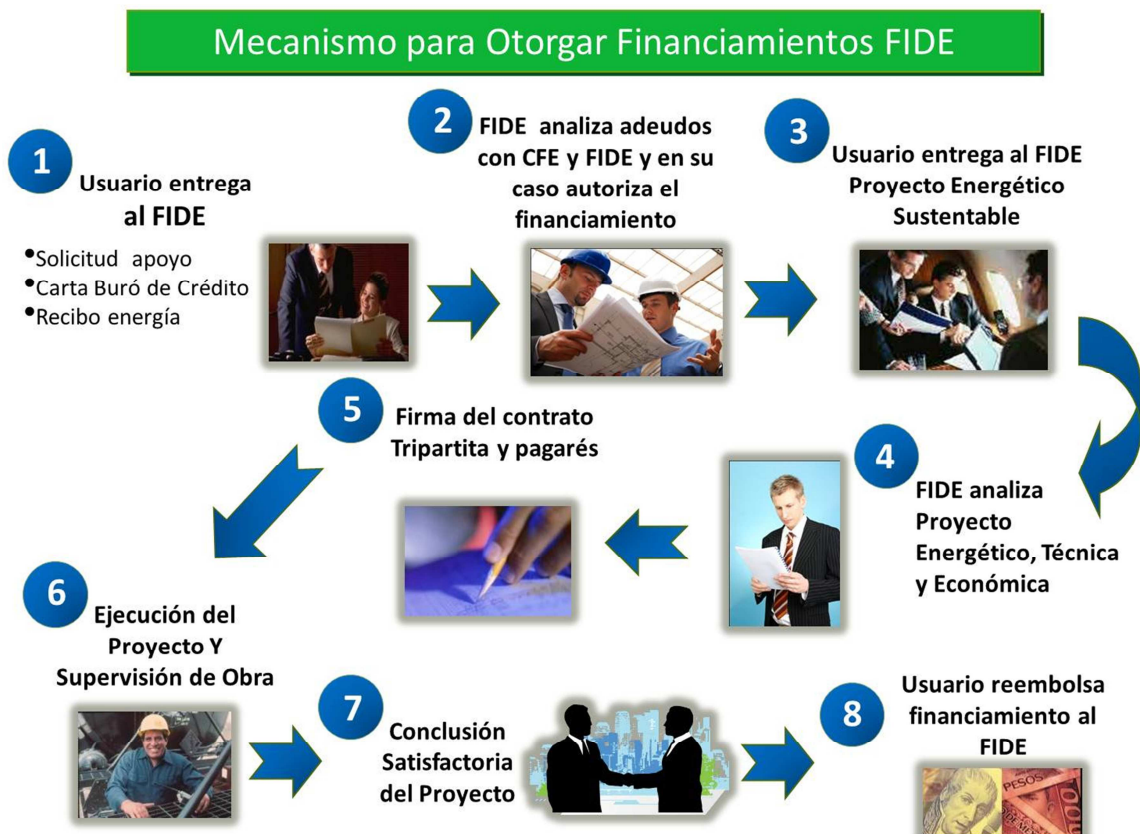 Mecanismo para Otorgar Financiamientos FIDE
1
Usuario entrega
al FIDE
•Solicitud apoyo
•Carta Buró de Crédito
•Recibo energía
2
FIDE analiza adeudos
con CFE y FIDE y en su
caso autoriza el
financiamiento
3
Usuario entrega al FIDE
Proyecto Energético
Sustentable
4
FIDE analiza
Proyecto
Energético, Técnica
y Económica
5
Firma del contrato
Tripartita y pagarés
6
Ejecución del
Proyecto Y
Supervisión de Obra
7
Conclusión
Satisfactoria
del Proyecto
8
Usuario reembolsa
financiamiento al
FIDE
PESOS